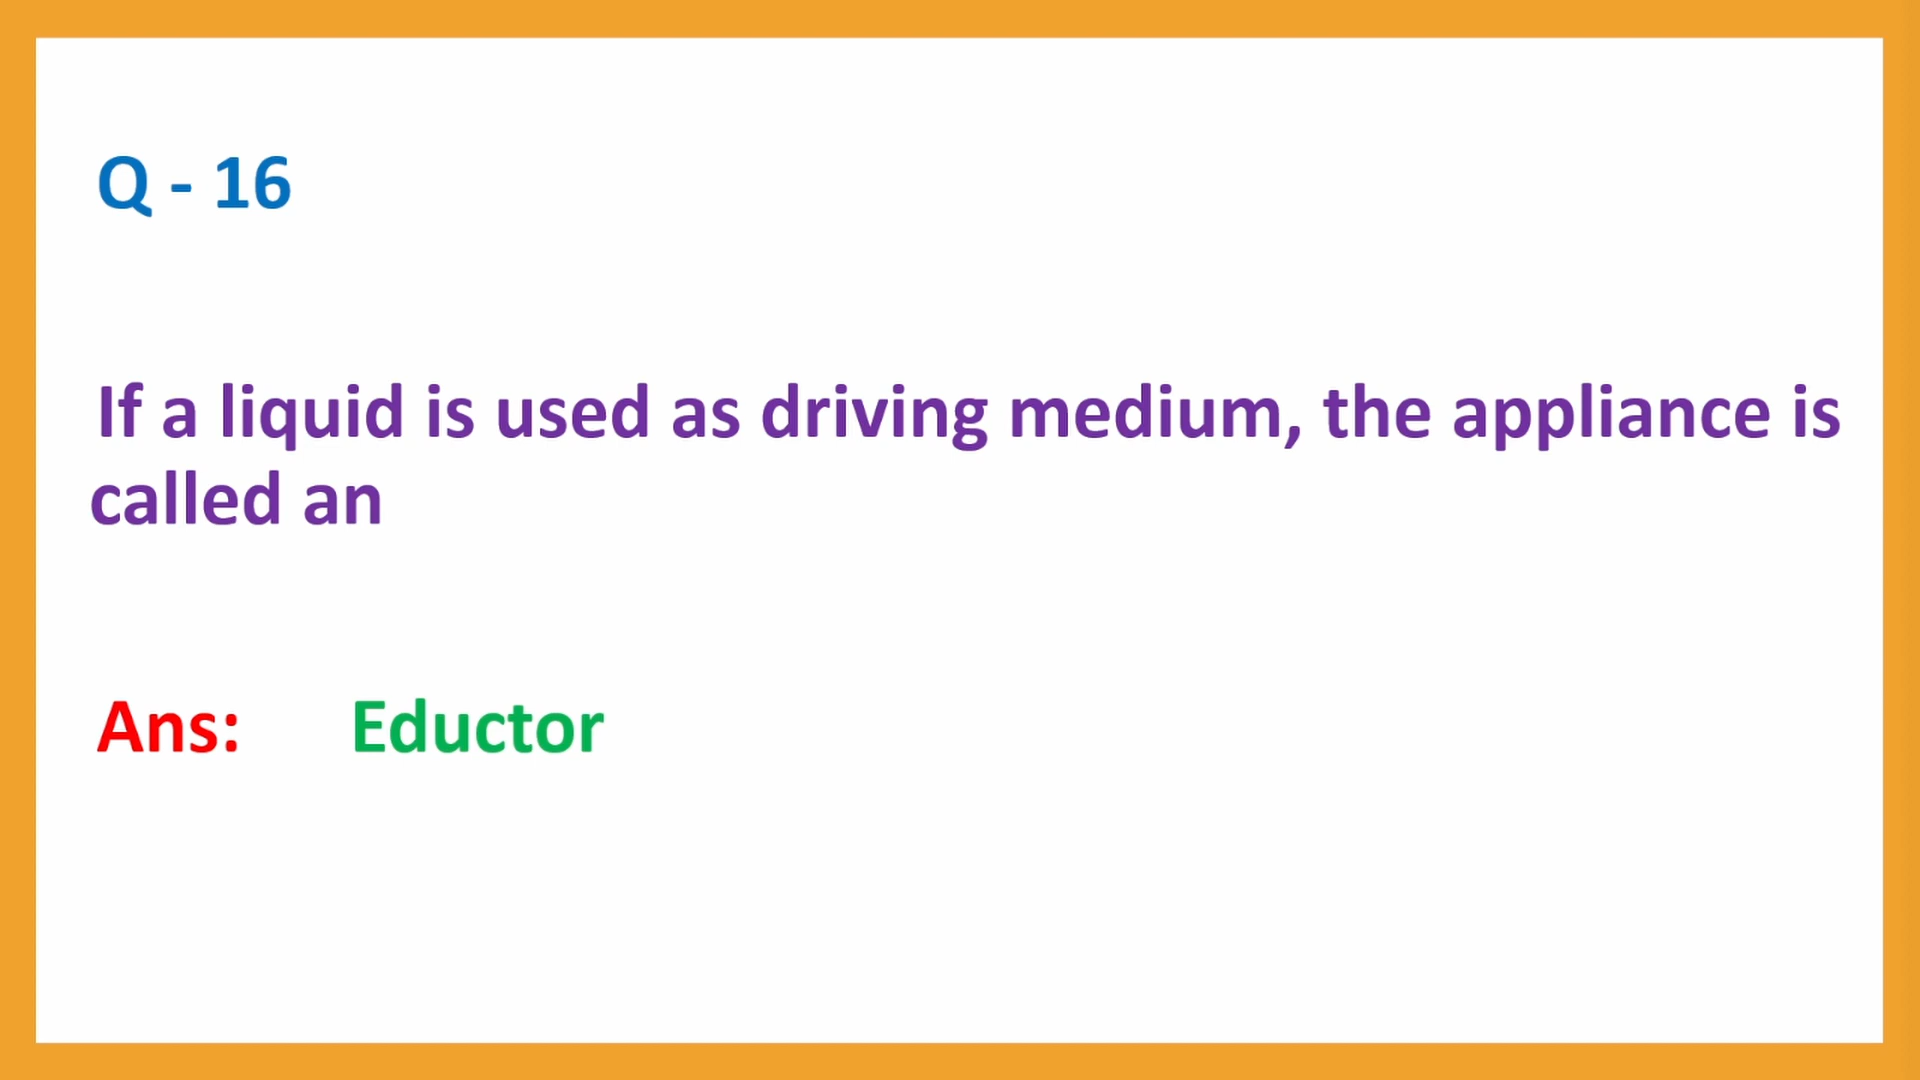 Q - 16
If a liquid is used as driving medium, the appliance is
called an
Ans: Eductor